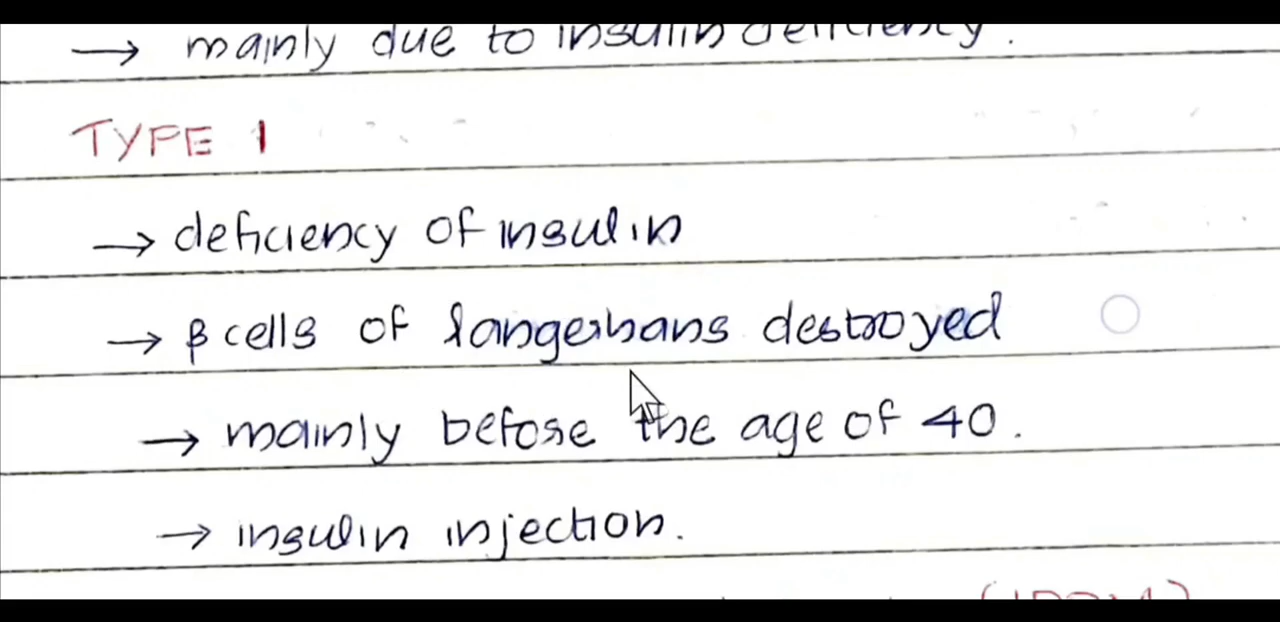 → mainly due to insulin deficiency.
TYPE 1
→ deficiency of insulin
→ β cells of langerhans destroyed
→ mainly before the age of 40.
→ insulin injection.
(IDDM)